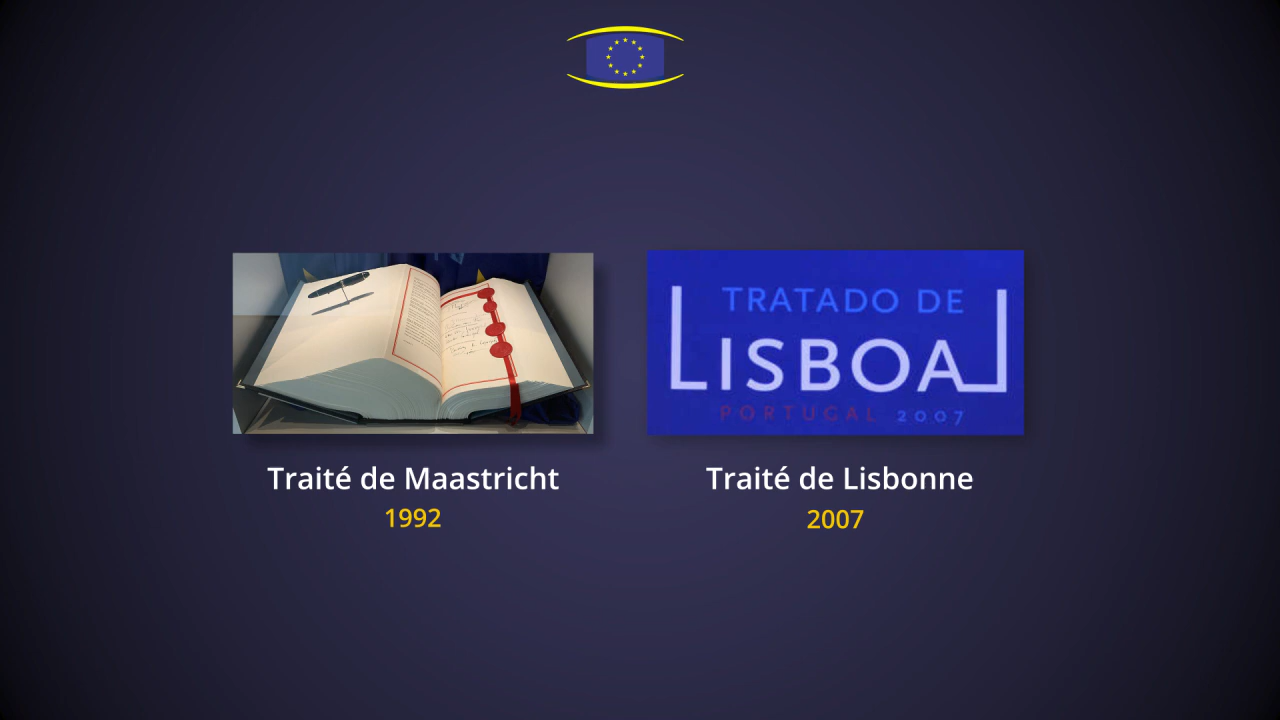 TRATADO DE
LISBOA
PORTUGAL 2007
Traité de Maastricht
1992
Traité de Lisbonne
2007